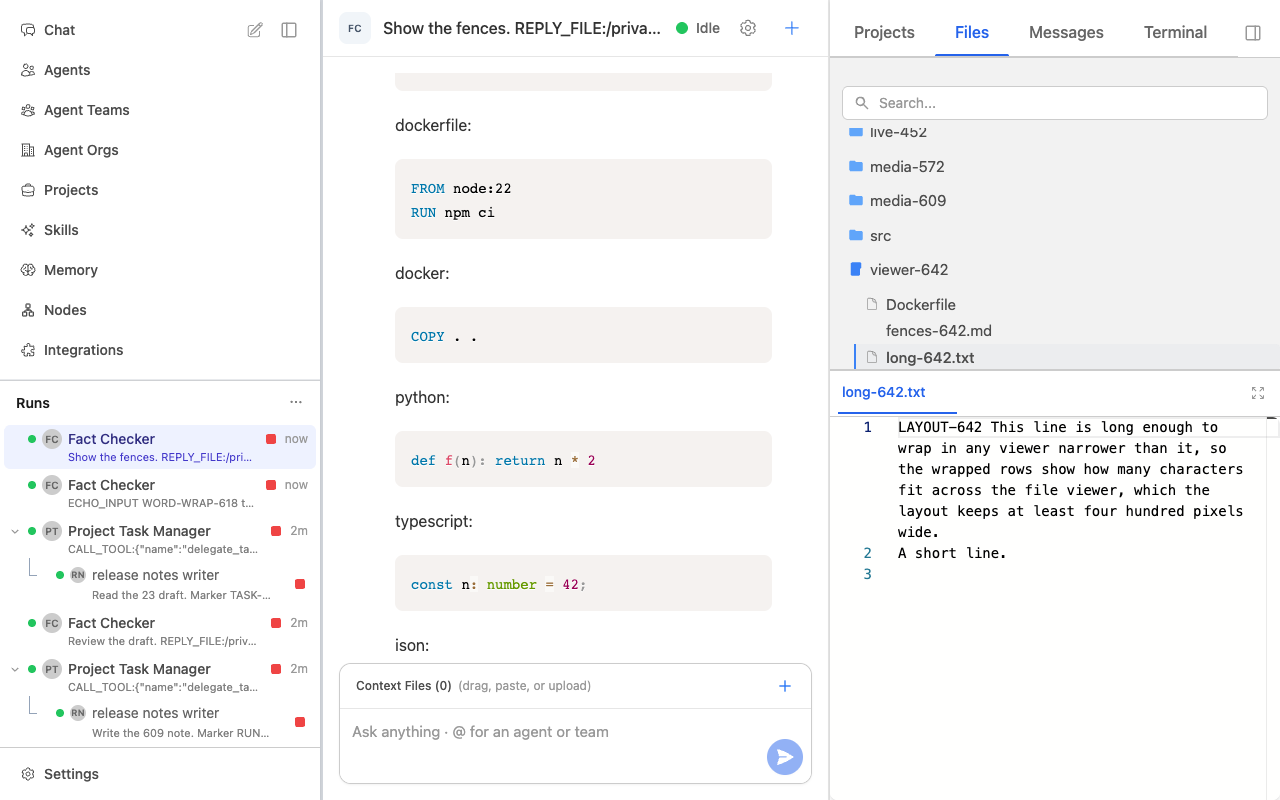 Chat
Agents
Agent Teams
Agent Orgs
Projects
Skills
Memory
Nodes
Integrations
Runs
FC Fact Checker now
Show the fences. REPLY_FILE:/pri...
FC Fact Checker now
ECHO_INPUT WORD-WRAP-618 t...
PT Project Task Manager 2m
CALL_TOOL:{"name":"delegate_ta...
RN release notes writer
Read the 23 draft. Marker TASK-...
FC Fact Checker 2m
Review the draft. REPLY_FILE:/priv...
PT Project Task Manager 2m
CALL_TOOL:{"name":"delegate_ta...
RN release notes writer
Write the 609 note. Marker RUN...
Settings
FC Show the fences. REPLY_FILE:/priva... Idle
dockerfile:
FROM node:22
RUN npm ci
docker:
COPY . .
python:
def f(n): return n * 2
typescript:
const n: number = 42;
json:
Context Files (0) (drag, paste, or upload)
Ask anything · @ for an agent or team
Projects Files Messages Terminal
Search...
live-452
media-572
media-609
src
viewer-642
Dockerfile
fences-642.md
long-642.txt
long-642.txt
1 LAYOUT-642 This line is long enough to
wrap in any viewer narrower than it, so
the wrapped rows show how many characters
fit across the file viewer, which the
layout keeps at least four hundred pixels
wide.
2 A short line.
3